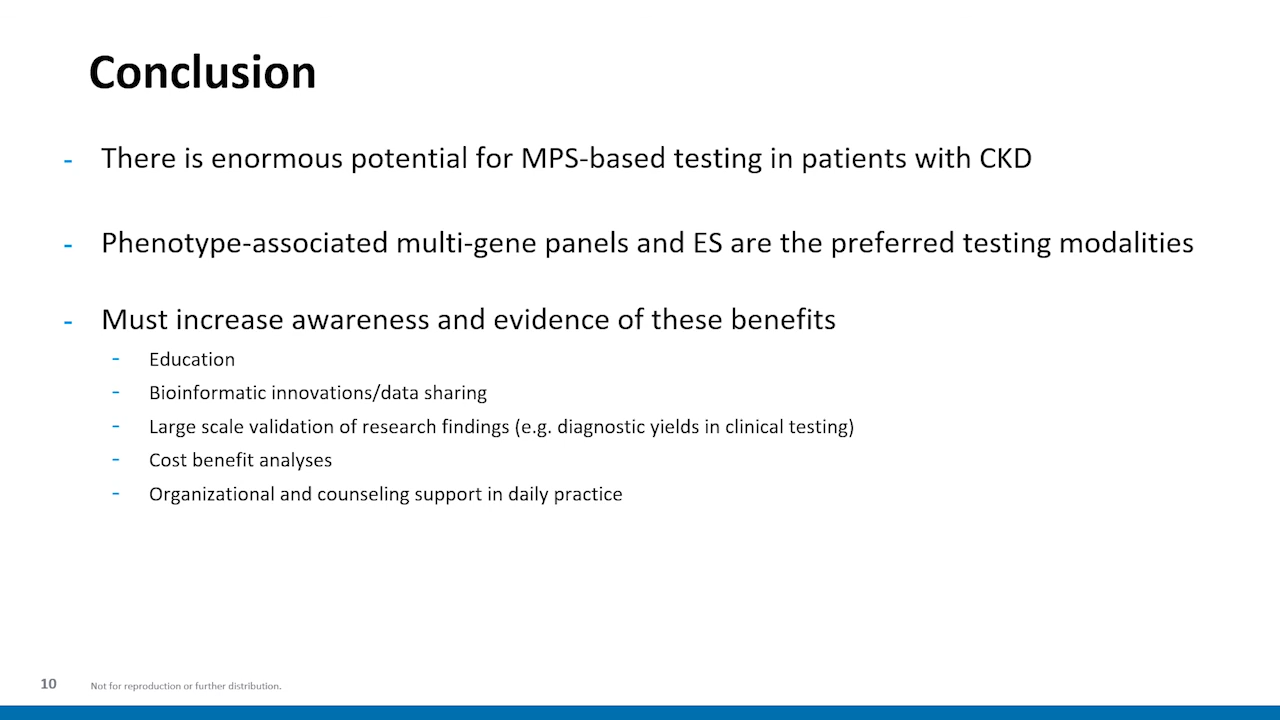 Conclusion
- There is enormous potential for MPS-based testing in patients with CKD
- Phenotype-associated multi-gene panels and ES are the preferred testing modalities
- Must increase awareness and evidence of these benefits
- Education
- Bioinformatic innovations/data sharing
- Large scale validation of research findings (e.g. diagnostic yields in clinical testing)
- Cost benefit analyses
- Organizational and counseling support in daily practice
10 Not for reproduction or further distribution.